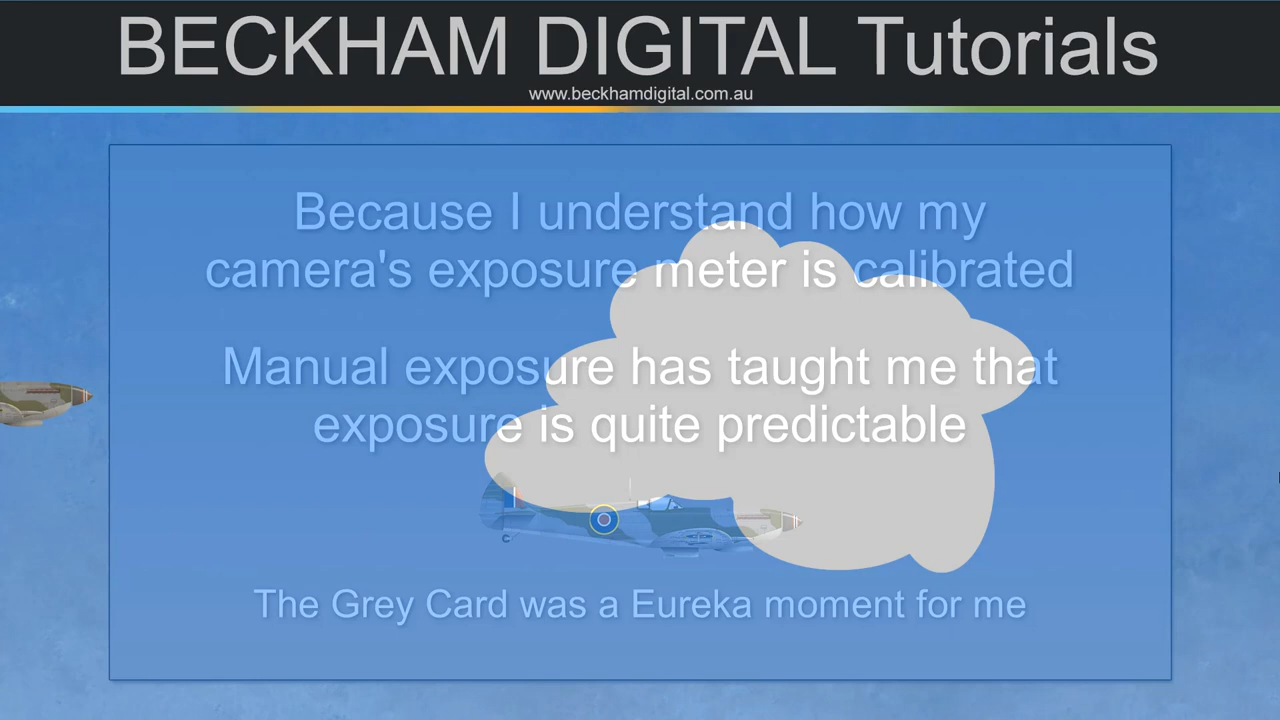 BECKHAM DIGITAL Tutorials
www.beckhamdigital.com.au
Because I understand how my
camera's exposure meter is calibrated
Manual exposure has taught me that
exposure is quite predictable
The Grey Card was a Eureka moment for me